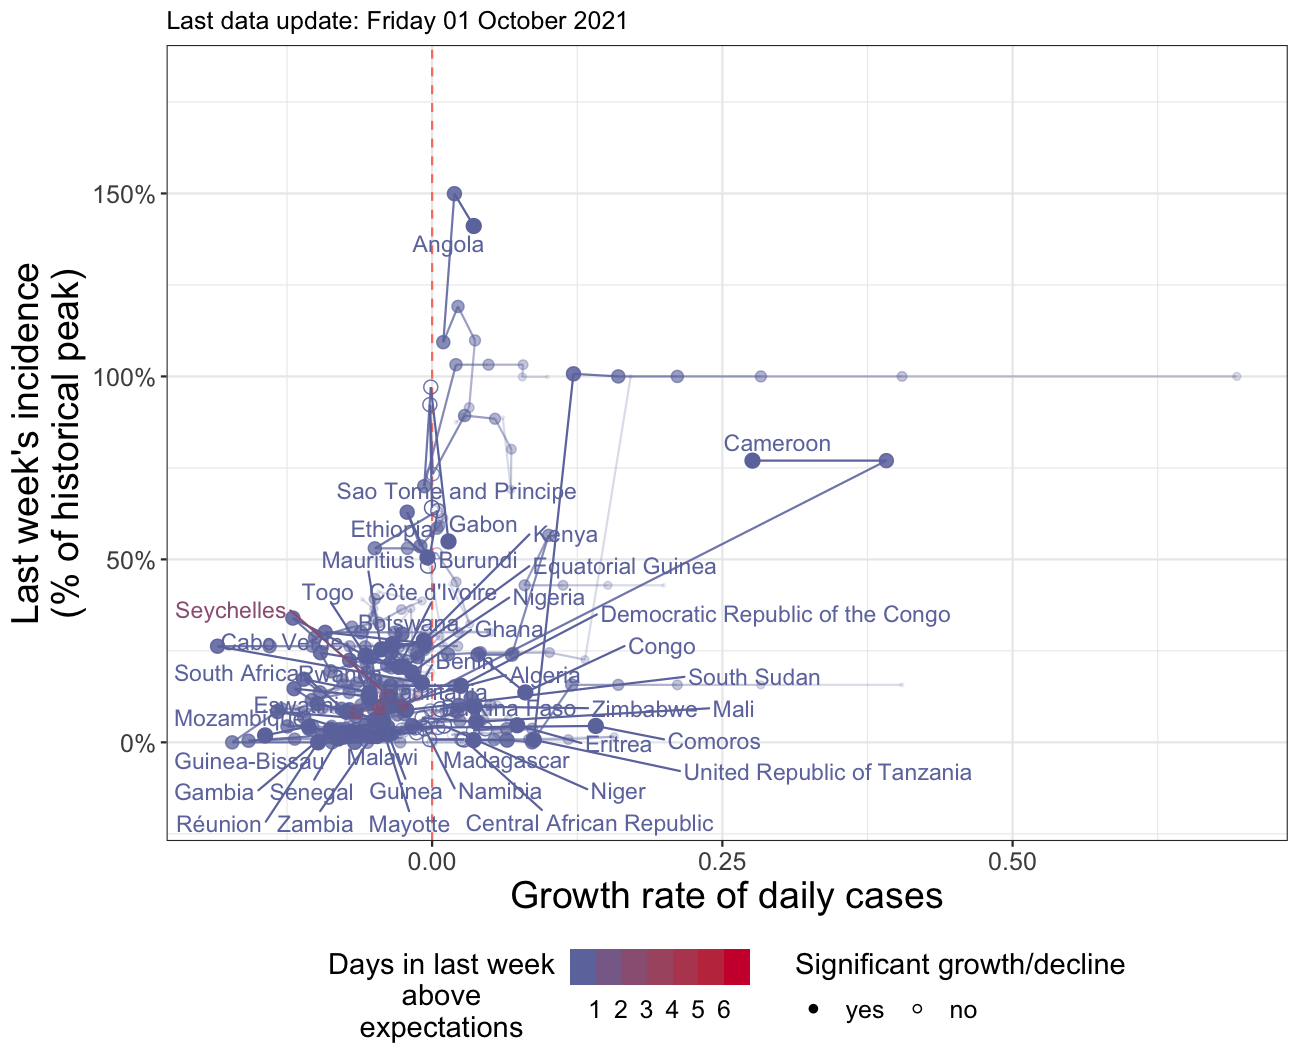 Last data update: Friday 01 October 2021
Last week's incidence
(% of historical peak)
150%
100%
50%
0%
Angola
Cameroon
Sao Tome and Principe
Ethiopia
Gabon
Kenya
Mauritius
Burundi
Equatorial Guinea
Togo
Côte d'Ivoire
Nigeria
Seychelles
Democratic Republic of the Congo
Botswana
Ghana
Cabo Verde
Congo
Benin
South Africa
Rwanda
Algeria
South Sudan
Mauritania
Eswatini
Burkina Faso
Zimbabwe
Mali
Mozambique
Eritrea
Comoros
Guinea-Bissau
Malawi
Madagascar
United Republic of Tanzania
Gambia
Senegal
Guinea
Namibia
Niger
Réunion
Zambia
Mayotte
Central African Republic
0.00
0.25
0.50
Growth rate of daily cases
Days in last week
above
expectations
1 2 3 4 5 6
Significant growth/decline
yes
no